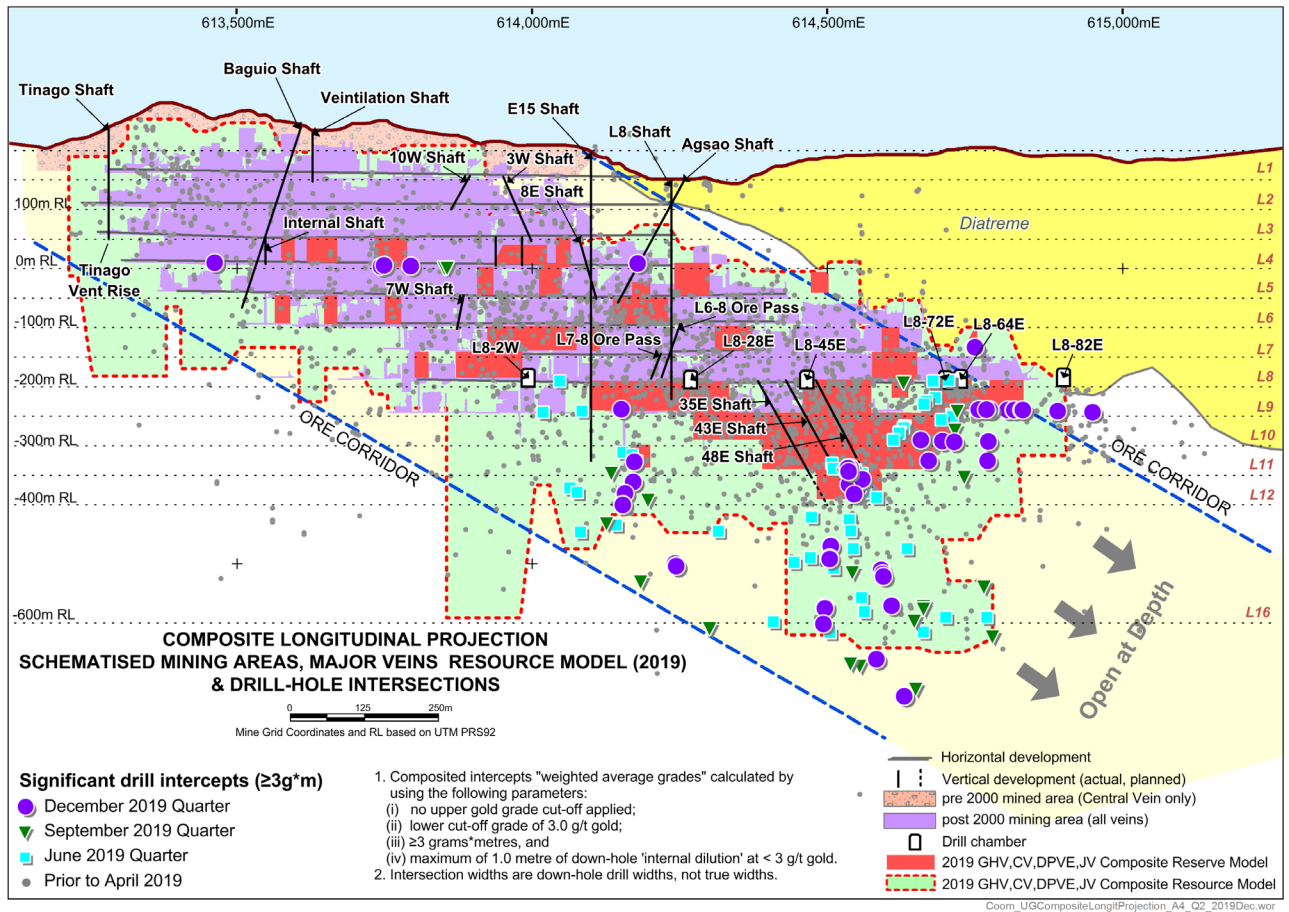 613,500mE
614,000mE
614,500mE
615,000mE
Baguio Shaft
Tinago Shaft
Veintilation Shaft
E15 Shaft
L8 Shaft
Agsao Shaft
10W Shaft
3W Shaft
8E Shaft
L1
L2
100m RL
Internal Shaft
Diatreme
L3
0m RL
L4
Tinago
Vent Rise
7W Shaft
L5
L6-8 Ore Pass
L6
-100m RL
L8-72E
L8-64E
L7-8 Ore Pass
L8-2W
L8-28E
L8-45E
L8-82E
L7
-200m RL
L8
35E Shaft
L9
43E Shaft
L10
-300m RL
48E Shaft
ORE CORRIDOR
ORE CORRIDOR
L11
-400m RL
L12
-600m RL
L16
Open at Depth
COMPOSITE LONGITUDINAL PROJECTION
SCHEMATISED MINING AREAS, MAJOR VEINS RESOURCE MODEL (2019)
& DRILL-HOLE INTERSECTIONS
0 125 250m
Mine Grid Coordinates and RL based on UTM PRS92
Significant drill intercepts (≥3g*m)
December 2019 Quarter
September 2019 Quarter
June 2019 Quarter
Prior to April 2019
1. Composited intercepts "weighted average grades" calculated by
using the following parameters:
(i) no upper gold grade cut-off applied;
(ii) lower cut-off grade of 3.0 g/t gold;
(iii) ≥3 grams*metres, and
(iv) maximum of 1.0 metre of down-hole 'internal dilution' at < 3 g/t gold.
2. Intersection widths are down-hole drill widths, not true widths.
Horizontal development
Vertical development (actual, planned)
pre 2000 mined area (Central Vein only)
post 2000 mining area (all veins)
Drill chamber
2019 GHV,CV,DPVE,JV Composite Reserve Model
2019 GHV,CV,DPVE,JV Composite Resource Model
Coom_UGCompositeLongitProjection_A4_Q2_2019Dec.wor